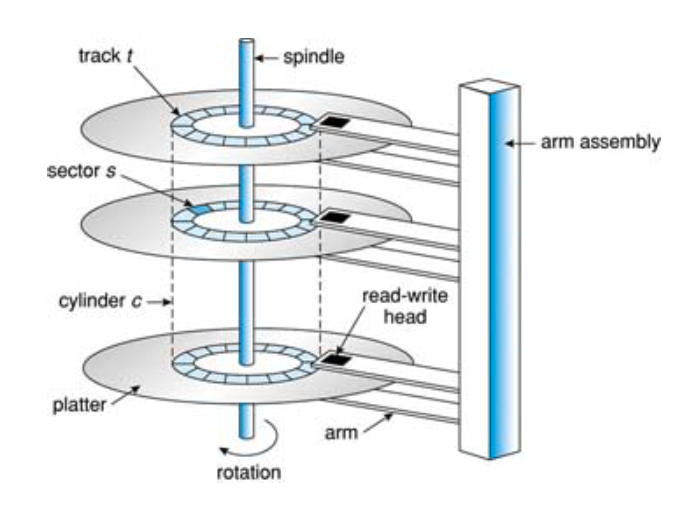 track t
spindle
arm assembly
sector s
cylinder c
read-write
head
platter
arm
rotation